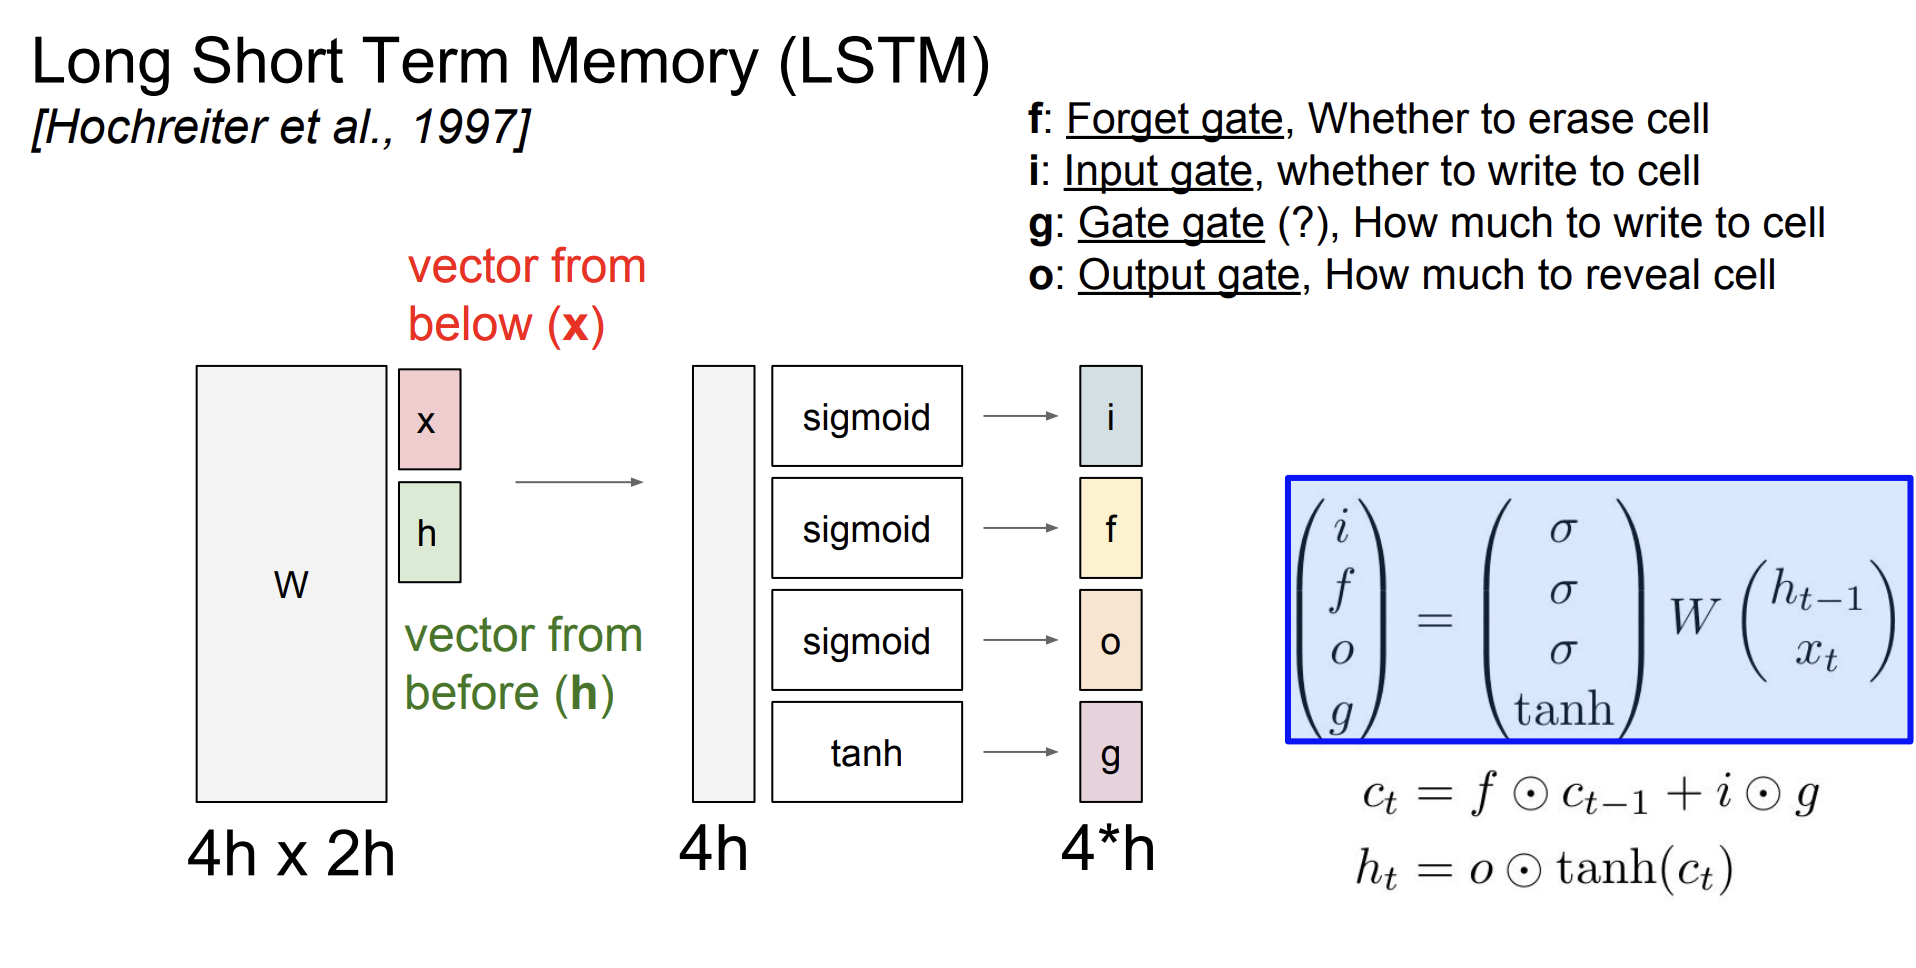 Long Short Term Memory (LSTM)
[Hochreiter et al., 1997]
f: Forget gate, Whether to erase cell
i: Input gate, whether to write to cell
g: Gate gate (?), How much to write to cell
o: Output gate, How much to reveal cell
vector from
below (x)
W
x
h
vector from
before (h)
4h x 2h
4h
sigmoid
sigmoid
sigmoid
tanh
i
f
o
g
4*h
(i f o g) = (σ σ σ tanh) W (h_{t−1} x_t)
c_t = f ⊙ c_{t−1} + i ⊙ g
h_t = o ⊙ tanh(c_t)